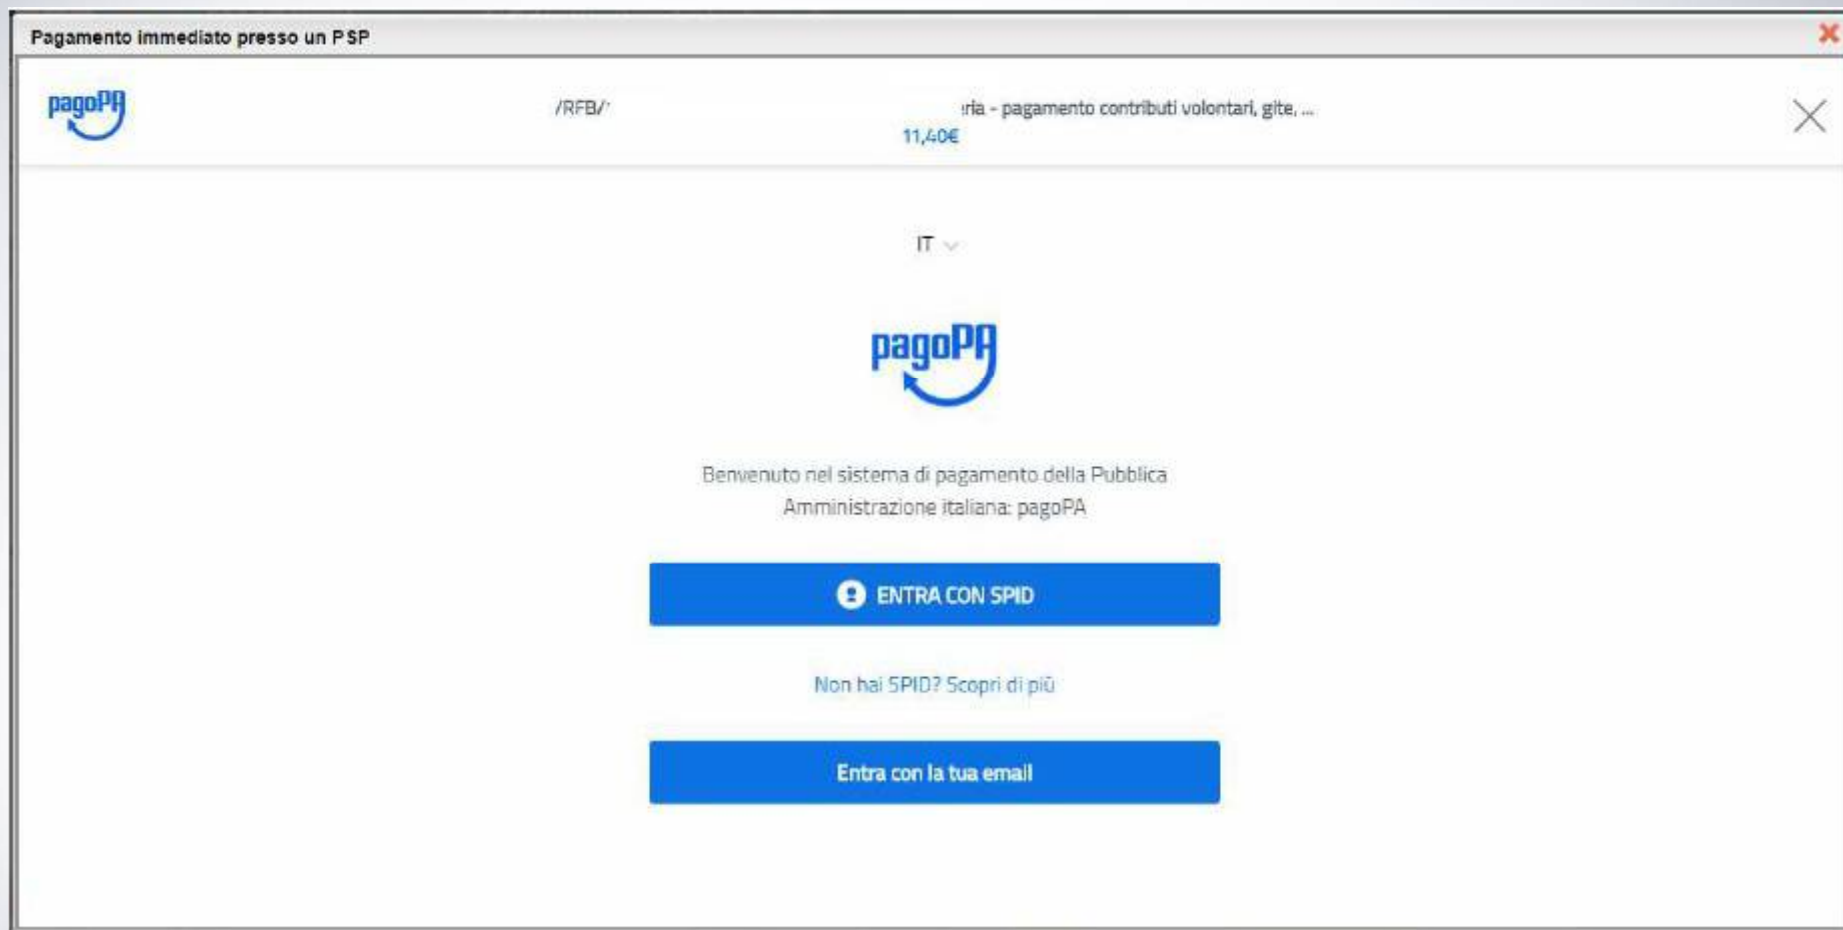 Pagamento immediato presso un PSP
pagoPA
/RFB/ - pagamento contributi volontari, gite, ...
11,40€
IT
pagoPA
Benvenuto nel sistema di pagamento della Pubblica
Amministrazione italiana: pagoPA
ENTRA CON SPID
Non hai SPID? Scopri di più
Entra con la tua email